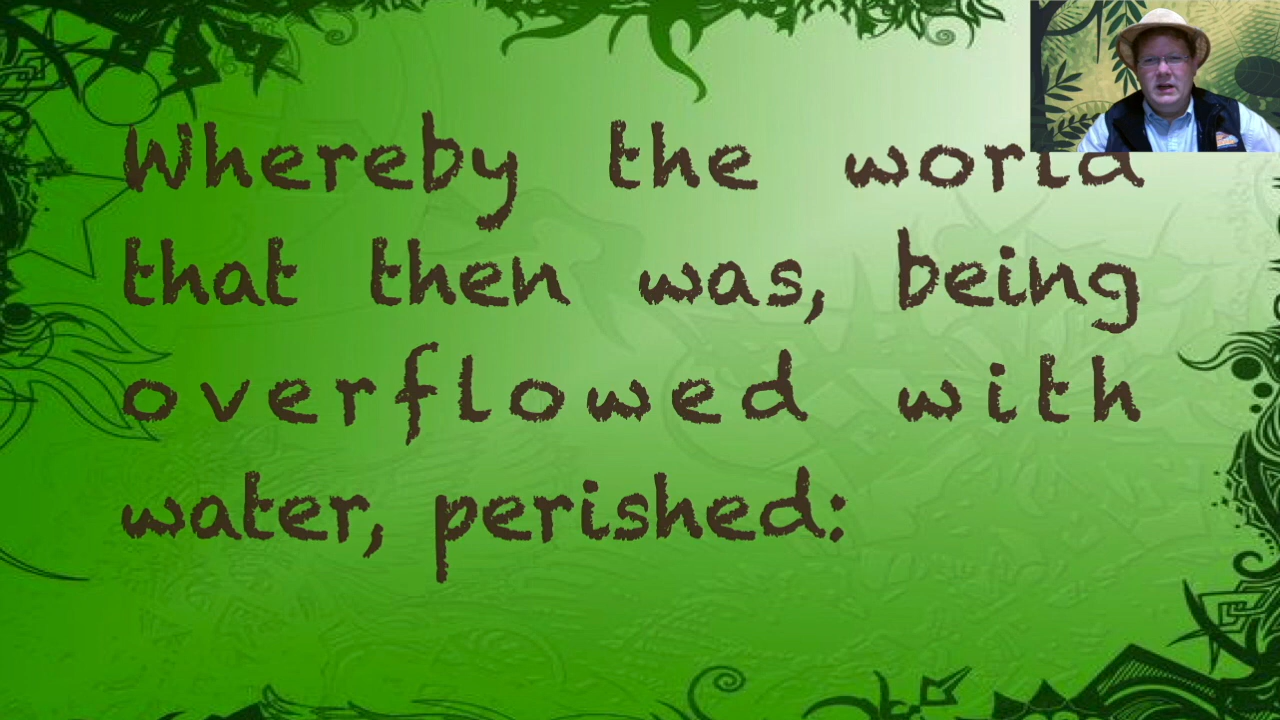 Whereby the world
that then was, being
overflowed with
water, perished: